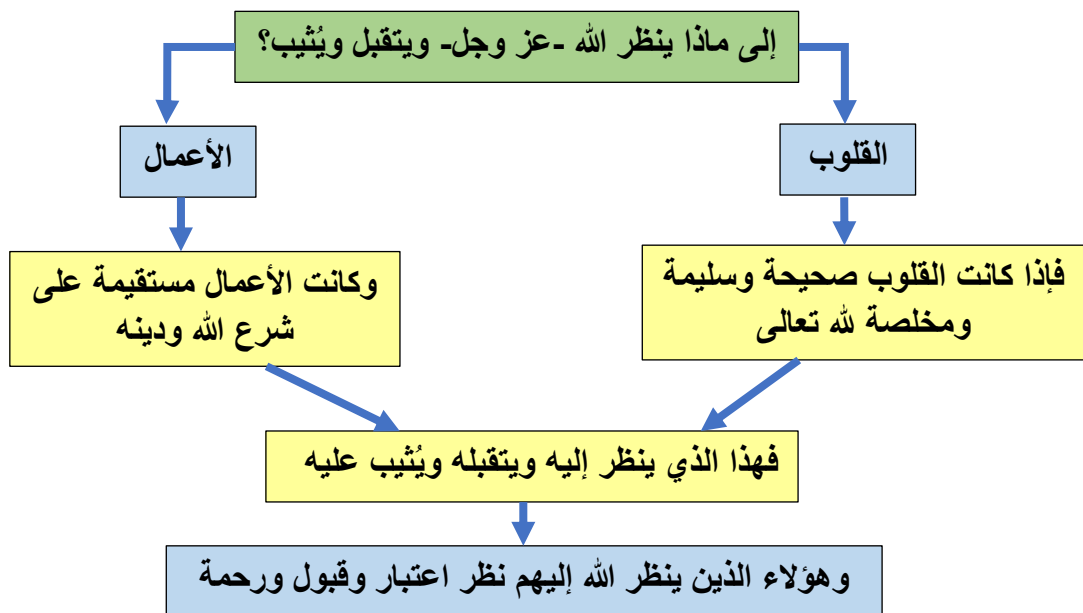 إلى ماذا ينظر الله -عز وجل- ويتقبل ويُثيب؟
القلوب
الأعمال
فإذا كانت القلوب صحيحة وسليمة
ومخلصة لله تعالى
وكانت الأعمال مستقيمة على
شرع الله ودينه
فهذا الذي ينظر إليه ويتقبله ويُثيب عليه
وهؤلاء الذين ينظر الله إليهم نظر اعتبار وقبول ورحمة